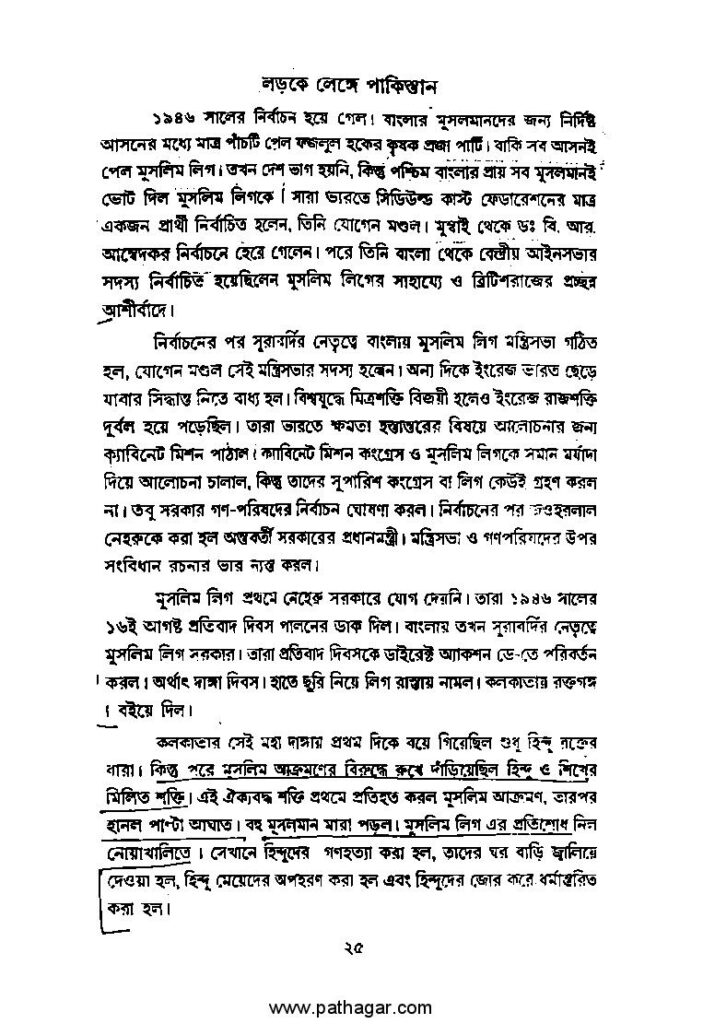 লড়কে লেঙ্গে পাকিস্তান
১৯৪৬ সালের নির্বাচন হয়ে গেল। বাংলার মুসলমানদের জন্য নির্দিষ্ট
আসনের মধ্যে মাত্র পাঁচটি পেল ফজলুল হকের কৃষক প্রজা পার্টি। বাকি সব আসনই
পেল মুসলিম লিগ। তখন দেশ ভাগ হয়নি, কিন্তু পশ্চিম বাংলার প্রায় সব মুসলমানই
ভোট দিল মুসলিম লিগকে। সারা ভারতে সিডিউল্ড কাস্ট ফেডারেশনের মাত্র
একজন প্রার্থী নির্বাচিত হলেন, তিনি যোগেন মণ্ডল। মুম্বাই থেকে ডঃ বি. আর.
আম্বেদকর নির্বাচনে হেরে গেলেন। পরে তিনি বাংলা থেকে কেন্দ্রীয় আইনসভার
সদস্য নির্বাচিত হয়েছিলেন মুসলিম লিগের সাহায্যে ও ব্রিটিশরাজের প্রচ্ছন্ন
আশীর্বাদে।
নির্বাচনের পর সুরাবর্দির নেতৃত্বে বাংলায় মুসলিম লিগ মন্ত্রিসভা গঠিত
হল, যোগেন মণ্ডল সেই মন্ত্রিসভার সদস্য হলেন। অন্য দিকে ইংরেজ ভারত ছেড়ে
যাবার সিদ্ধান্ত নিতে বাধ্য হল। বিশ্বযুদ্ধে মিত্রশক্তি বিজয়ী হলেও ইংরেজ রাজশক্তি
দুর্বল হয়ে পড়েছিল। তারা ভারতে ক্ষমতা হস্তান্তরের বিষয়ে আলোচনার জন্য
ক্যাবিনেট মিশন পাঠাল। ক্যাবিনেট মিশন কংগ্রেস ও মুসলিম লিগকে সমান মর্যাদা
দিয়ে আলোচনা চালাল, কিন্তু তাদের সুপারিশ কংগ্রেস বা লিগ কেউই গ্রহণ করল
না। তবু সরকার গণ-পরিষদের নির্বাচন ঘোষণা করল। নির্বাচনের পর জওহরলাল
নেহরুকে করা হল অন্তবর্তী সরকারের প্রধানমন্ত্রী। মন্ত্রিসভা ও গণপরিষদের উপর
সংবিধান রচনার ভার ন্যস্ত করল।
মুসলিম লিগ প্রথমে নেহেরু সরকারে যোগ দেয়নি। তারা ১৯৪৬ সালের
১৬ই আগষ্ট প্রতিবাদ দিবস পালনের ডাক দিল। বাংলায় তখন সুরাবর্দির নেতৃত্বে
মুসলিম লিগ সরকার। তারা প্রতিবাদ দিবসকে ডাইরেক্ট অ্যাকশন ডে-তে পরিবর্তন
করল। অর্থাৎ দাঙ্গা দিবস। হাতে ছুরি নিয়ে লিগ রাস্তায় নামল। কলকাতায় রক্তগঙ্গা
বইয়ে দিল।
কলকাতার সেই মহা দাঙ্গায় প্রথম দিকে বয়ে গিয়েছিল শুধু হিন্দু রক্তের
ধারা। কিন্তু পরে মুসলিম আক্রমণের বিরুদ্ধে রুখে দাঁড়িয়েছিল হিন্দু ও শিখের
মিলিত শক্তি। এই ঐক্যবদ্ধ শক্তি প্রথমে প্রতিহত করল মুসলিম আক্রমণ, তারপর
হানল পাণ্টা আঘাত। বহু মুসলমান মারা পড়ল। মুসলিম লিগ এর প্রতিশোধ নিল
নোয়াখালিতে। সেখানে হিন্দুদের গণহত্যা করা হল, তাদের ঘর বাড়ি জ্বালিয়ে
দেওয়া হল, হিন্দু মেয়েদের অপহরণ করা হল এবং হিন্দুদের জোর করে ধর্মান্তরিত
করা হল।
২৫
www.pathagar.com